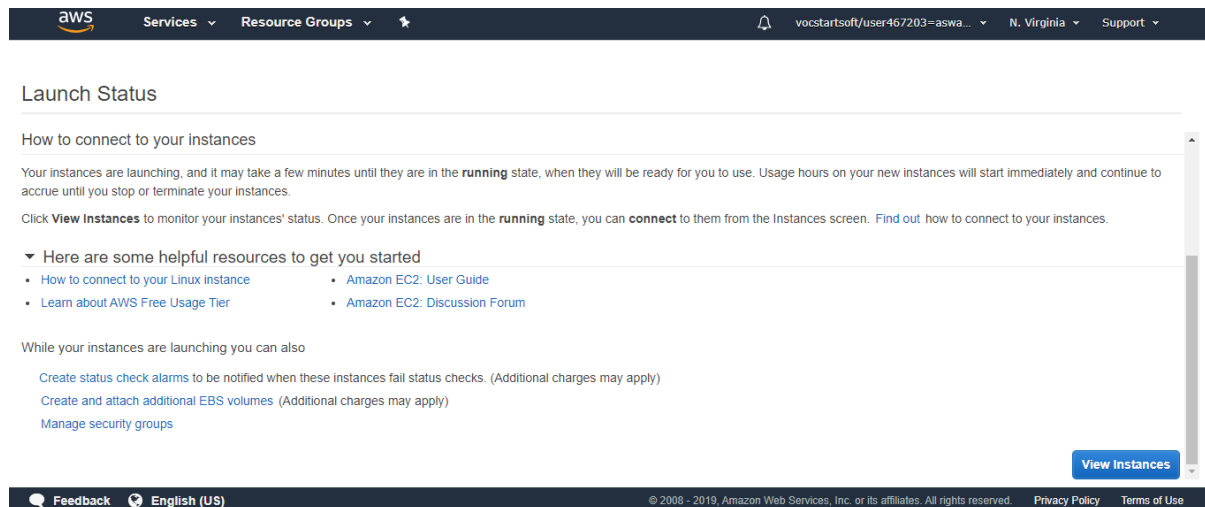 aws Services Resource Groups vocstartsoft/user467203=aswa... N. Virginia Support
Launch Status
How to connect to your instances
Your instances are launching, and it may take a few minutes until they are in the running state, when they will be ready for you to use. Usage hours on your new instances will start immediately and continue to
accrue until you stop or terminate your instances.
Click View Instances to monitor your instances' status. Once your instances are in the running state, you can connect to them from the Instances screen. Find out how to connect to your instances.
Here are some helpful resources to get you started
• How to connect to your Linux instance • Amazon EC2: User Guide
• Learn about AWS Free Usage Tier • Amazon EC2: Discussion Forum
While your instances are launching you can also
Create status check alarms to be notified when these instances fail status checks. (Additional charges may apply)
Create and attach additional EBS volumes (Additional charges may apply)
Manage security groups
View Instances
Feedback English (US) © 2008 - 2019, Amazon Web Services, Inc. or its affiliates. All rights reserved. Privacy Policy Terms of Use